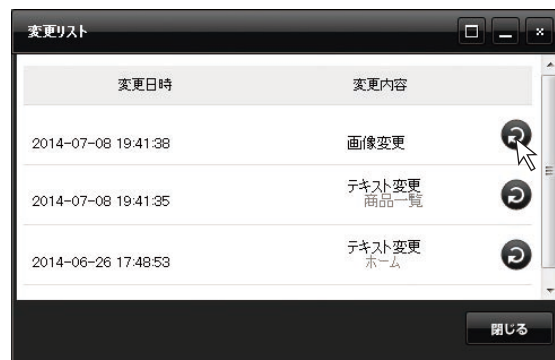 変更リスト
変更日時 変更内容
2014-07-08 19:41:38 画像変更
2014-07-08 19:41:35 テキスト変更
商品一覧
2014-06-26 17:48:53 テキスト変更
ホーム
閉じる